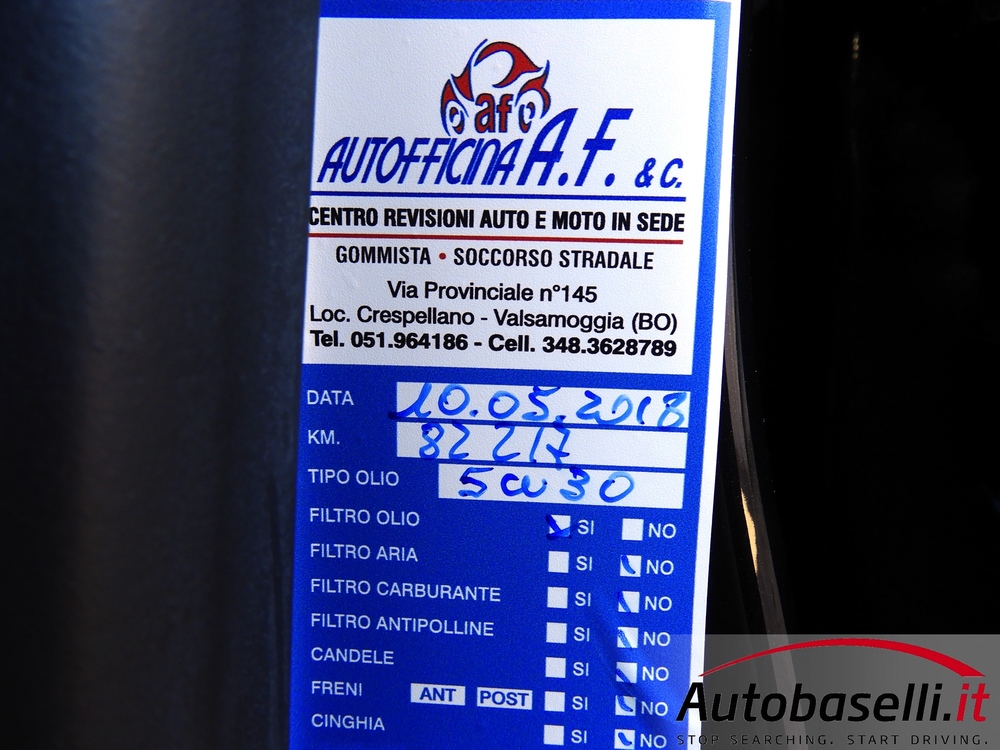 af
AUTOFFICINA A.F. & C.
CENTRO REVISIONI AUTO E MOTO IN SEDE
GOMMISTA • SOCCORSO STRADALE
Via Provinciale n°145
Loc. Crespellano - Valsamoggia (BO)
Tel. 051.964186 - Cell. 348.3628789
DATA 10.05.2018
KM. 82217
TIPO OLIO 5W30
FILTRO OLIO SI NO
FILTRO ARIA SI NO
FILTRO CARBURANTE SI NO
FILTRO ANTIPOLLINE SI NO
CANDELE SI NO
FRENI ANT POST SI NO
CINGHIA SI NO
Autobaselli.it
STOP SEARCHING. START DRIVING.